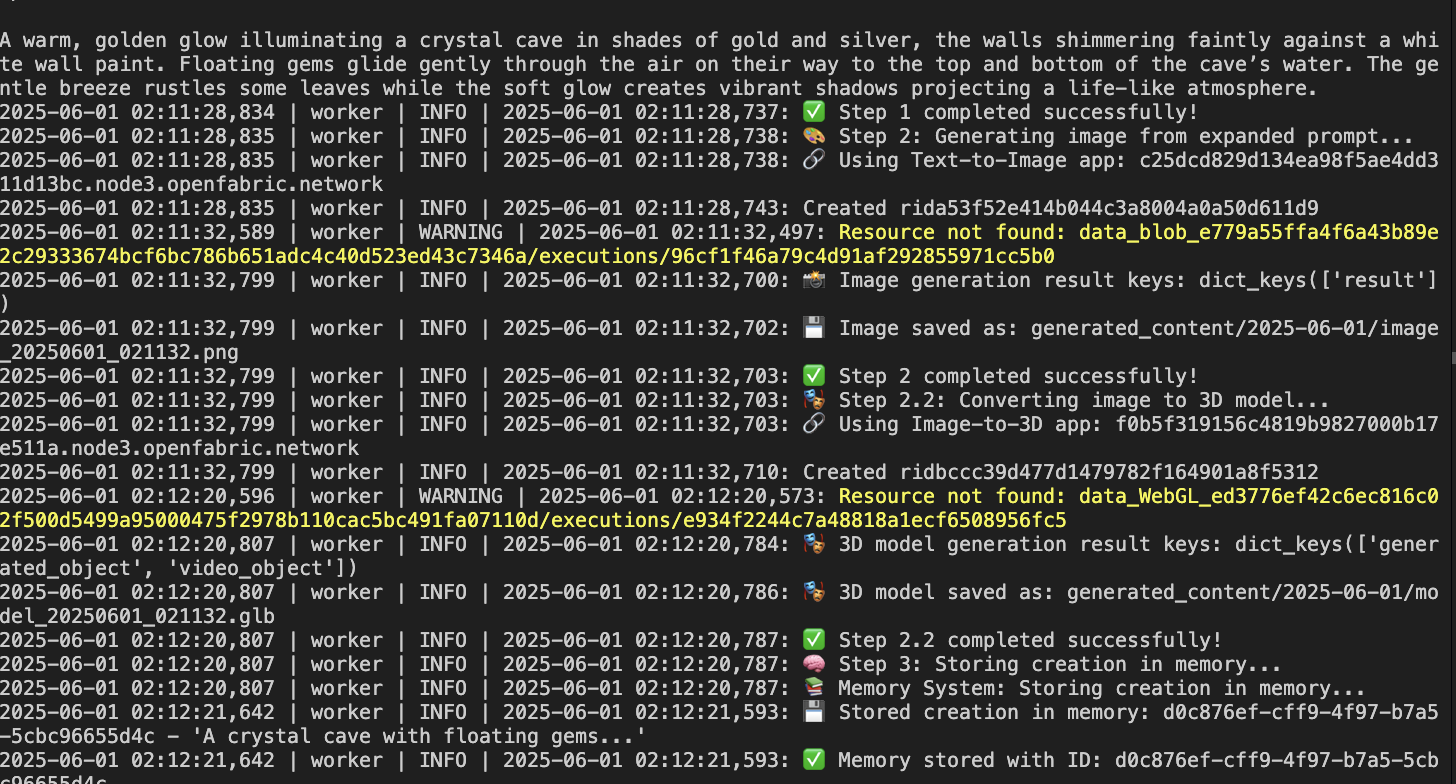 A warm, golden glow illuminating a crystal cave in shades of gold and silver, the walls shimmering faintly against a whi
te wall paint. Floating gems glide gently through the air on their way to the top and bottom of the cave’s water. The ge
ntle breeze rustles some leaves while the soft glow creates vibrant shadows projecting a life-like atmosphere.
2025-06-01 02:11:28,834 | worker | INFO | 2025-06-01 02:11:28,737: ✅ Step 1 completed successfully!
2025-06-01 02:11:28,835 | worker | INFO | 2025-06-01 02:11:28,738: 🎨 Step 2: Generating image from expanded prompt...
2025-06-01 02:11:28,835 | worker | INFO | 2025-06-01 02:11:28,738: 🔗 Using Text-to-Image app: c25dcd829d134ea98f5ae4dd3
11d13bc.node3.openfabric.network
2025-06-01 02:11:28,835 | worker | INFO | 2025-06-01 02:11:28,743: Created rida53f52e414b044c3a8004a0a50d611d9
2025-06-01 02:11:32,589 | worker | WARNING | 2025-06-01 02:11:32,497: Resource not found: data_blob_e779a55ffa4f6a43b89e
2c29333674bcf6bc786b651adc4c40d523ed43c7346a/executions/96cf1f46a79c4d91af292855971cc5b0
2025-06-01 02:11:32,799 | worker | INFO | 2025-06-01 02:11:32,700: 📸 Image generation result keys: dict_keys(['result']
)
2025-06-01 02:11:32,799 | worker | INFO | 2025-06-01 02:11:32,702: 💾 Image saved as: generated_content/2025-06-01/image
_20250601_021132.png
2025-06-01 02:11:32,799 | worker | INFO | 2025-06-01 02:11:32,703: ✅ Step 2 completed successfully!
2025-06-01 02:11:32,799 | worker | INFO | 2025-06-01 02:11:32,703: 🎭 Step 2.2: Converting image to 3D model...
2025-06-01 02:11:32,799 | worker | INFO | 2025-06-01 02:11:32,703: 🔗 Using Image-to-3D app: f0b5f319156c4819b9827000b17
e511a.node3.openfabric.network
2025-06-01 02:11:32,799 | worker | INFO | 2025-06-01 02:11:32,710: Created ridbccc39d477d1479782f164901a8f5312
2025-06-01 02:12:20,596 | worker | WARNING | 2025-06-01 02:12:20,573: Resource not found: data_WebGL_ed3776ef42c6ec816c0
2f500d5499a95000475f2978b110cac5bc491fa07110d/executions/e934f2244c7a48818a1ecf6508956fc5
2025-06-01 02:12:20,807 | worker | INFO | 2025-06-01 02:12:20,784: 🎭 3D model generation result keys: dict_keys(['gener
ated_object', 'video_object'])
2025-06-01 02:12:20,807 | worker | INFO | 2025-06-01 02:12:20,786: 🎭 3D model saved as: generated_content/2025-06-01/mo
del_20250601_021132.glb
2025-06-01 02:12:20,807 | worker | INFO | 2025-06-01 02:12:20,787: ✅ Step 2.2 completed successfully!
2025-06-01 02:12:20,807 | worker | INFO | 2025-06-01 02:12:20,787: 🧠 Step 3: Storing creation in memory...
2025-06-01 02:12:20,807 | worker | INFO | 2025-06-01 02:12:20,787: 📚 Memory System: Storing creation in memory...
2025-06-01 02:12:21,642 | worker | INFO | 2025-06-01 02:12:21,593: 💾 Stored creation in memory: d0c876ef-cff9-4f97-b7a5
-5cbc96655d4c - 'A crystal cave with floating gems...'
2025-06-01 02:12:21,642 | worker | INFO | 2025-06-01 02:12:21,593: ✅ Memory stored with ID: d0c876ef-cff9-4f97-b7a5-5cb
c96655d4c